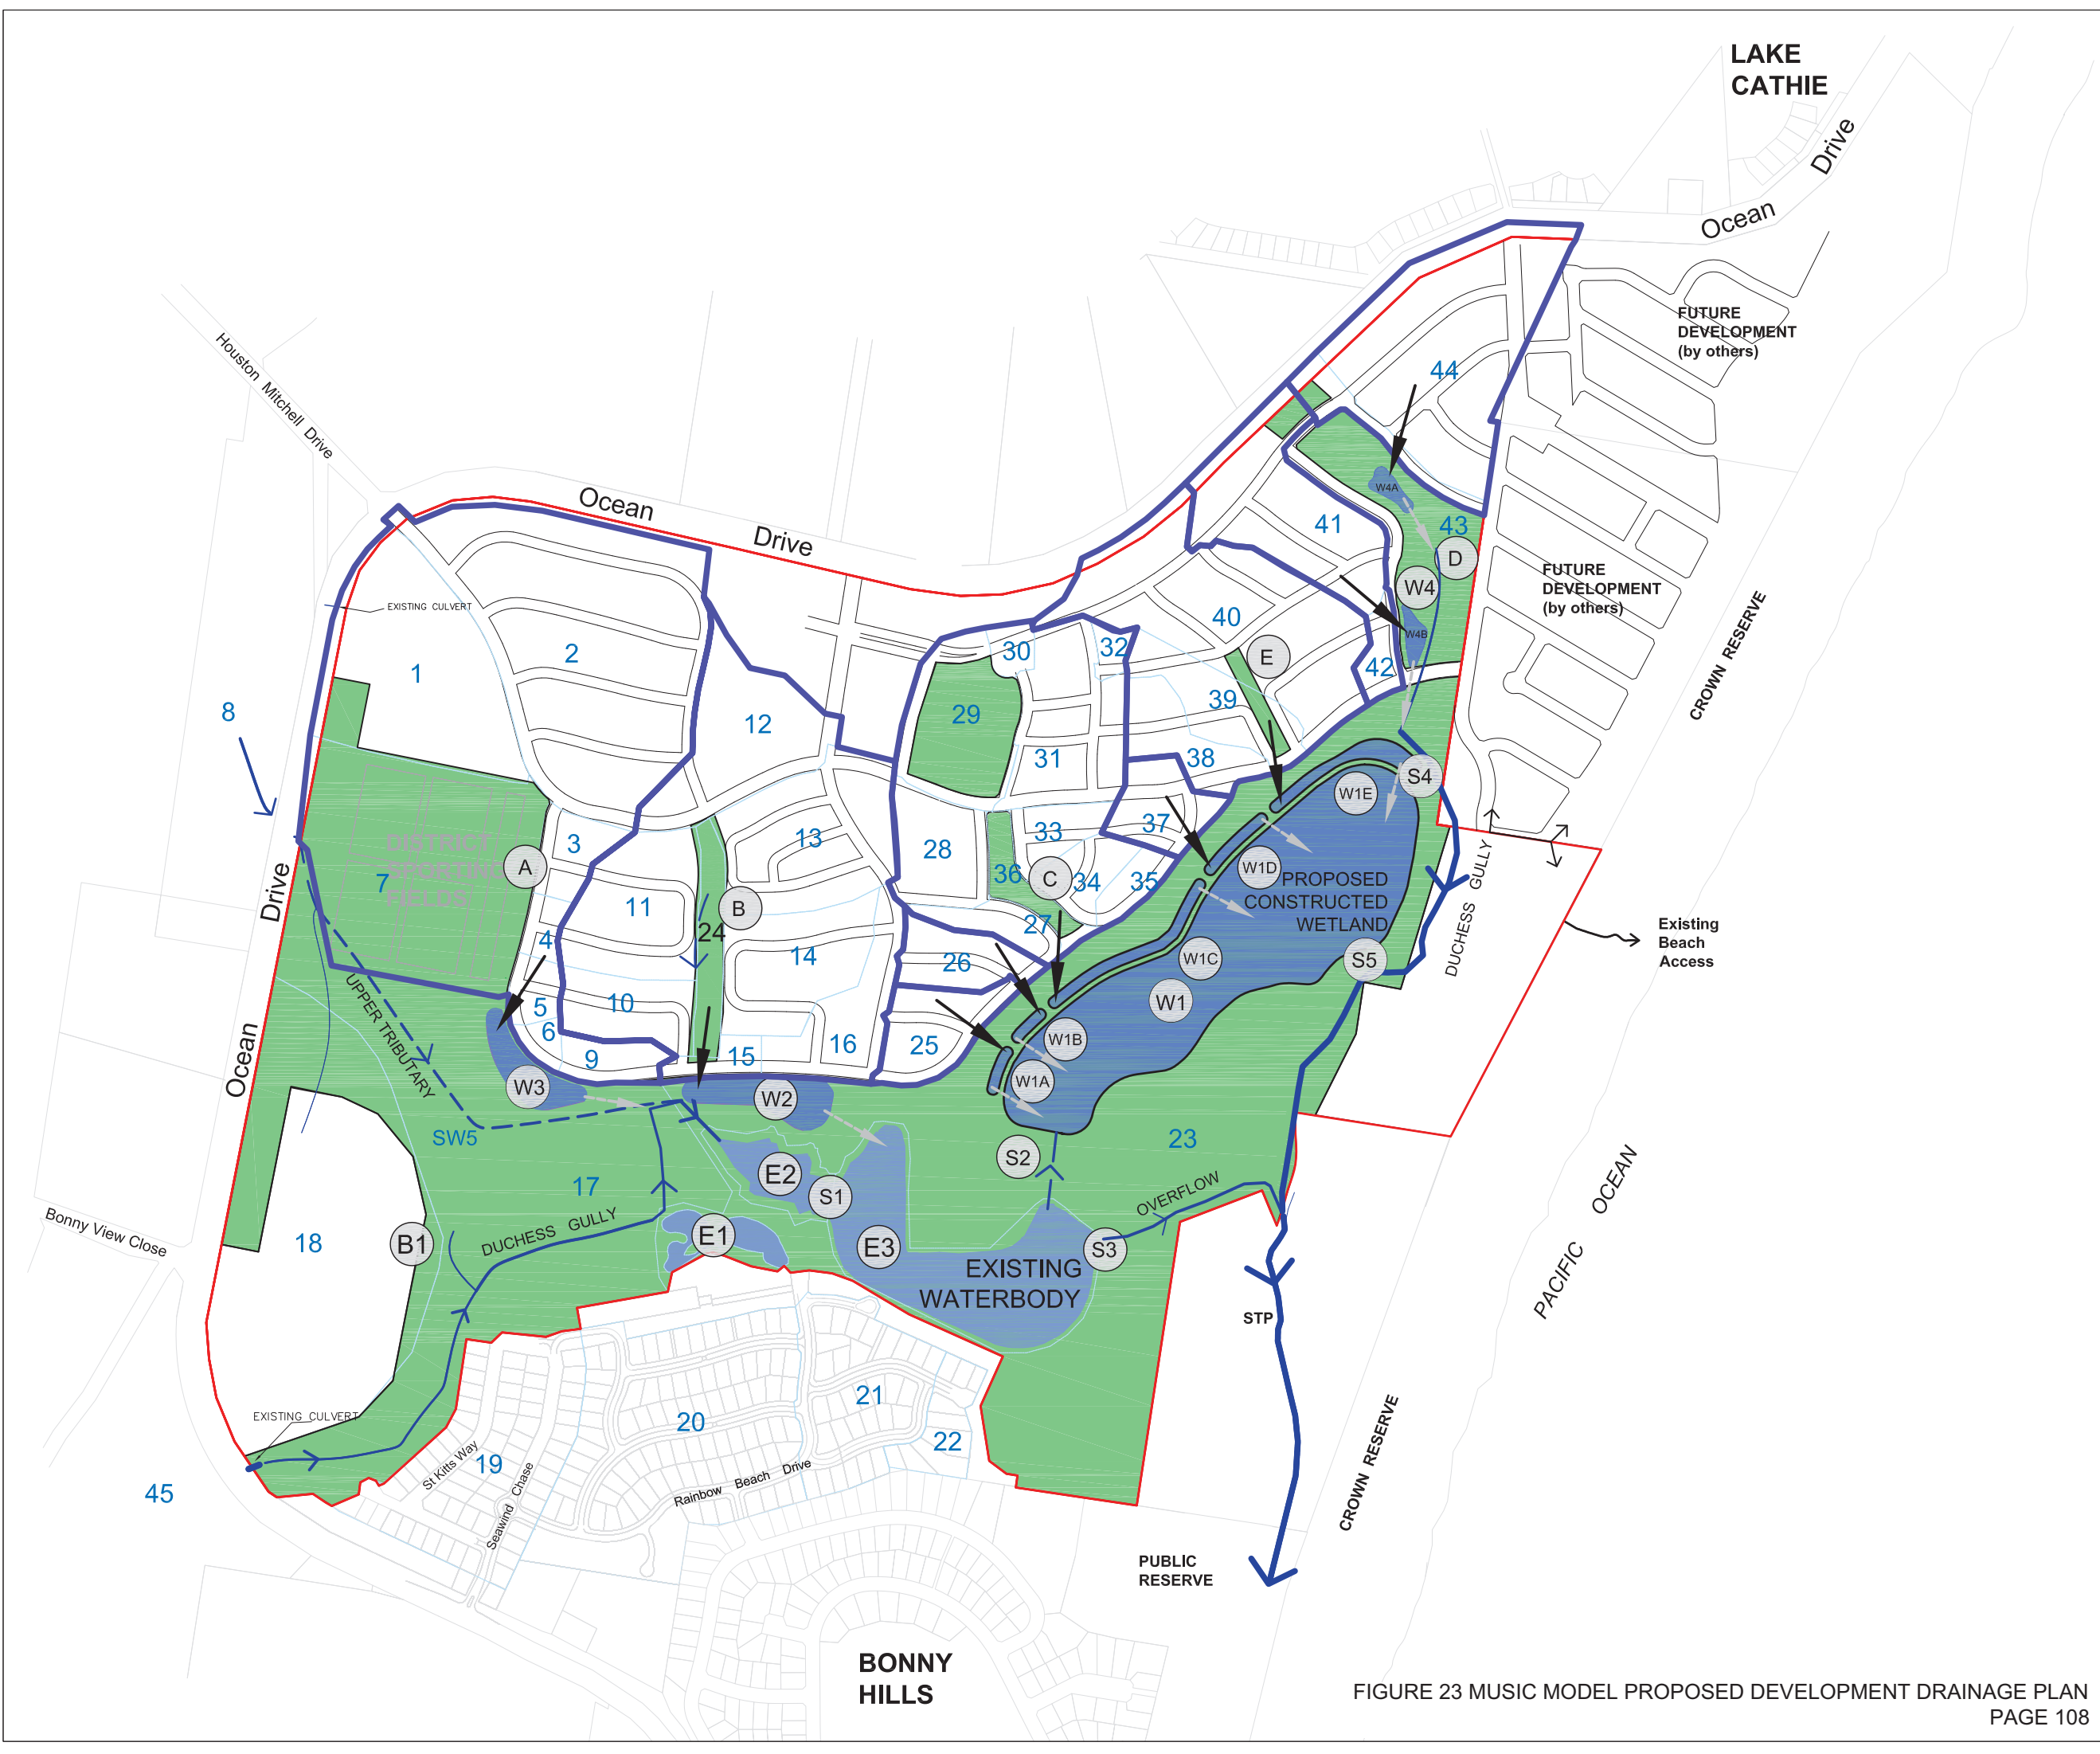 LAKE
CATHIE
Drive
Ocean
FUTURE
DEVELOPMENT
(by others)
Houston Mitchell Drive
44
W4A
Ocean
Drive
41
43
D
FUTURE
DEVELOPMENT
(by others)
W4
EXISTING CULVERT
40
W4B
CROWN RESERVE
2
30
32
E
42
1
39
8
12
29
31
38
S4
W1E
3
13
33
37
DISTRICT
SPORTING
FIELDS
7
A
28
36
C
34
35
W1D
PROPOSED
CONSTRUCTED
WETLAND
DUCHESS GULLY
Drive
11
B
24
27
Existing
Beach
Access
4
14
26
W1C
S5
5
10
W1
UPPER TRIBUTARY
6
9
15
16
25
W1B
Ocean
W3
W2
W1A
SW5
23
S2
E2
17
S1
OVERFLOW
Bonny View Close
18
B1
DUCHESS GULLY
E1
E3
S3
EXISTING
WATERBODY
PACIFIC OCEAN
STP
EXISTING CULVERT
21
20
22
St Kitts Way
19
Seawind Chase
Rainbow Beach Drive
45
CROWN RESERVE
PUBLIC
RESERVE
BONNY
HILLS
FIGURE 23 MUSIC MODEL PROPOSED DEVELOPMENT DRAINAGE PLAN
PAGE 108